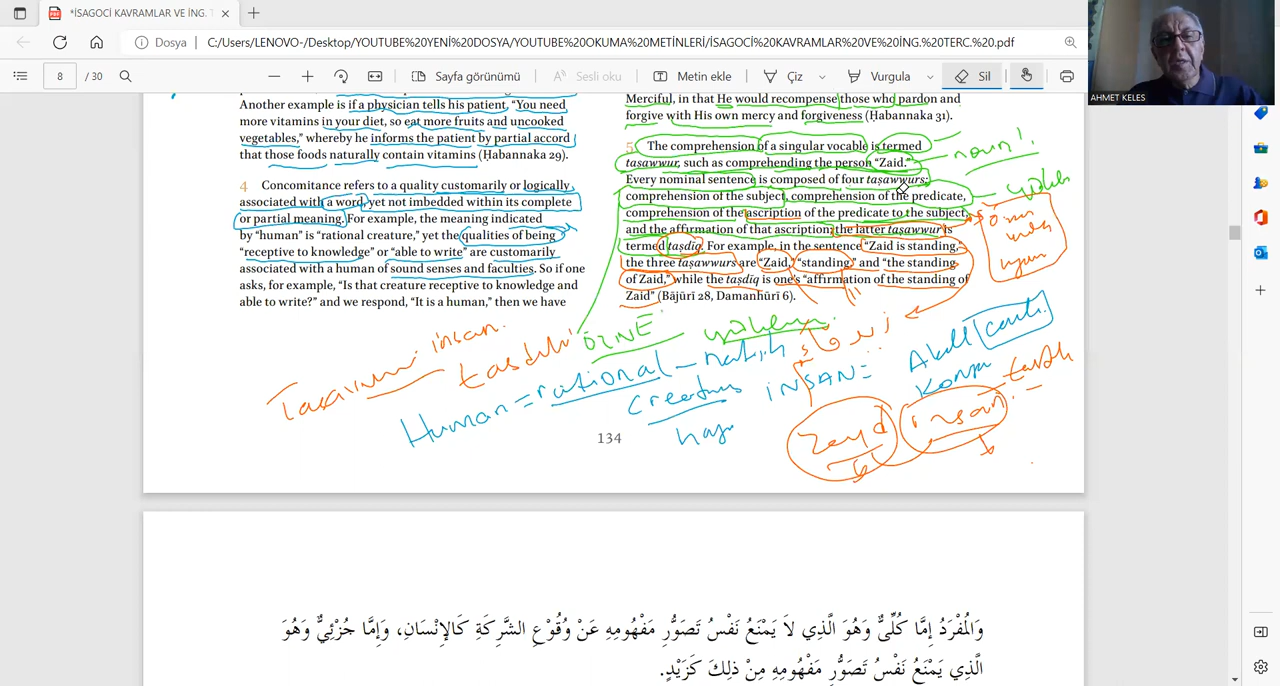 *İSAGOCİ KAVRAMLAR VE İNG. T
Dosya
C:/Users/LENOVO-/Desktop/YOUTUBE%20YENİ%20DOSYA/YOUTUBE%20OKUMA%20METİNLERİ/İSAGOCİ%20KAVRAMLAR%20VE%20İNG.%20TERC.%20.pdf
8 / 30
Sayfa görünümü
Sesli oku
Metin ekle
Çiz
Vurgula
Sil
AHMET KELES
Another example is if a physician tells his patient, "You need
more vitamins in your diet, so eat more fruits and uncooked
vegetables," whereby he informs the patient by partial accord
that those foods naturally contain vitamins (Ḥabannaka 29).
4 Concomitance refers to a quality customarily or logically
associated with a word, yet not imbedded within its complete
or partial meaning. For example, the meaning indicated
by "human" is "rational creature," yet the qualities of being
"receptive to knowledge" or "able to write" are customarily
associated with a human of sound senses and faculties. So if one
asks, for example, "Is that creature receptive to knowledge and
able to write?" and we respond, "It is a human," then we have
Merciful, in that He would recompense those who pardon and
forgive with His own mercy and forgiveness (Ḥabannaka 31).
5 The comprehension of a singular vocable is termed
taṣawwur, such as comprehending the person "Zaid."
Every nominal sentence is composed of four taṣawwurs:
comprehension of the subject, comprehension of the predicate,
comprehension of the ascription of the predicate to the subject,
and the affirmation of that ascription; the latter taṣawwur is
termed taṣdīq. For example, in the sentence "Zaid is standing,"
the three taṣawwurs are "Zaid," "standing," and "the standing
of Zaid," while the taṣdīq is one's "affirmation of the standing of
Zaid" (Bājūrī 28, Damanhūrī 6).
noun!
insan.
ÖZNE
Human = rational – natıh
creatus
İNSAN =
Akıllı canlı
Zeyd insan.
134
وَالْمُفْرَدُ إِمَّا كُلِّىٌّ وَهُوَ الَّذِي لاَ يَمْنَعُ نَفْسُ تَصَوُّرِ مَفْهُومِهِ عَنْ وُقُوْعِ الشَّرِكَةِ كَالإِنْسَانِ، وَإِمَّا جُزْئِيٌّ وَهُوَ
الَّذِي يَمْنَعُ نَفْسُ تَصَوُّرِ مَفْهُومِهِ مِنْ ذلِكَ كَزَيْدٍ.